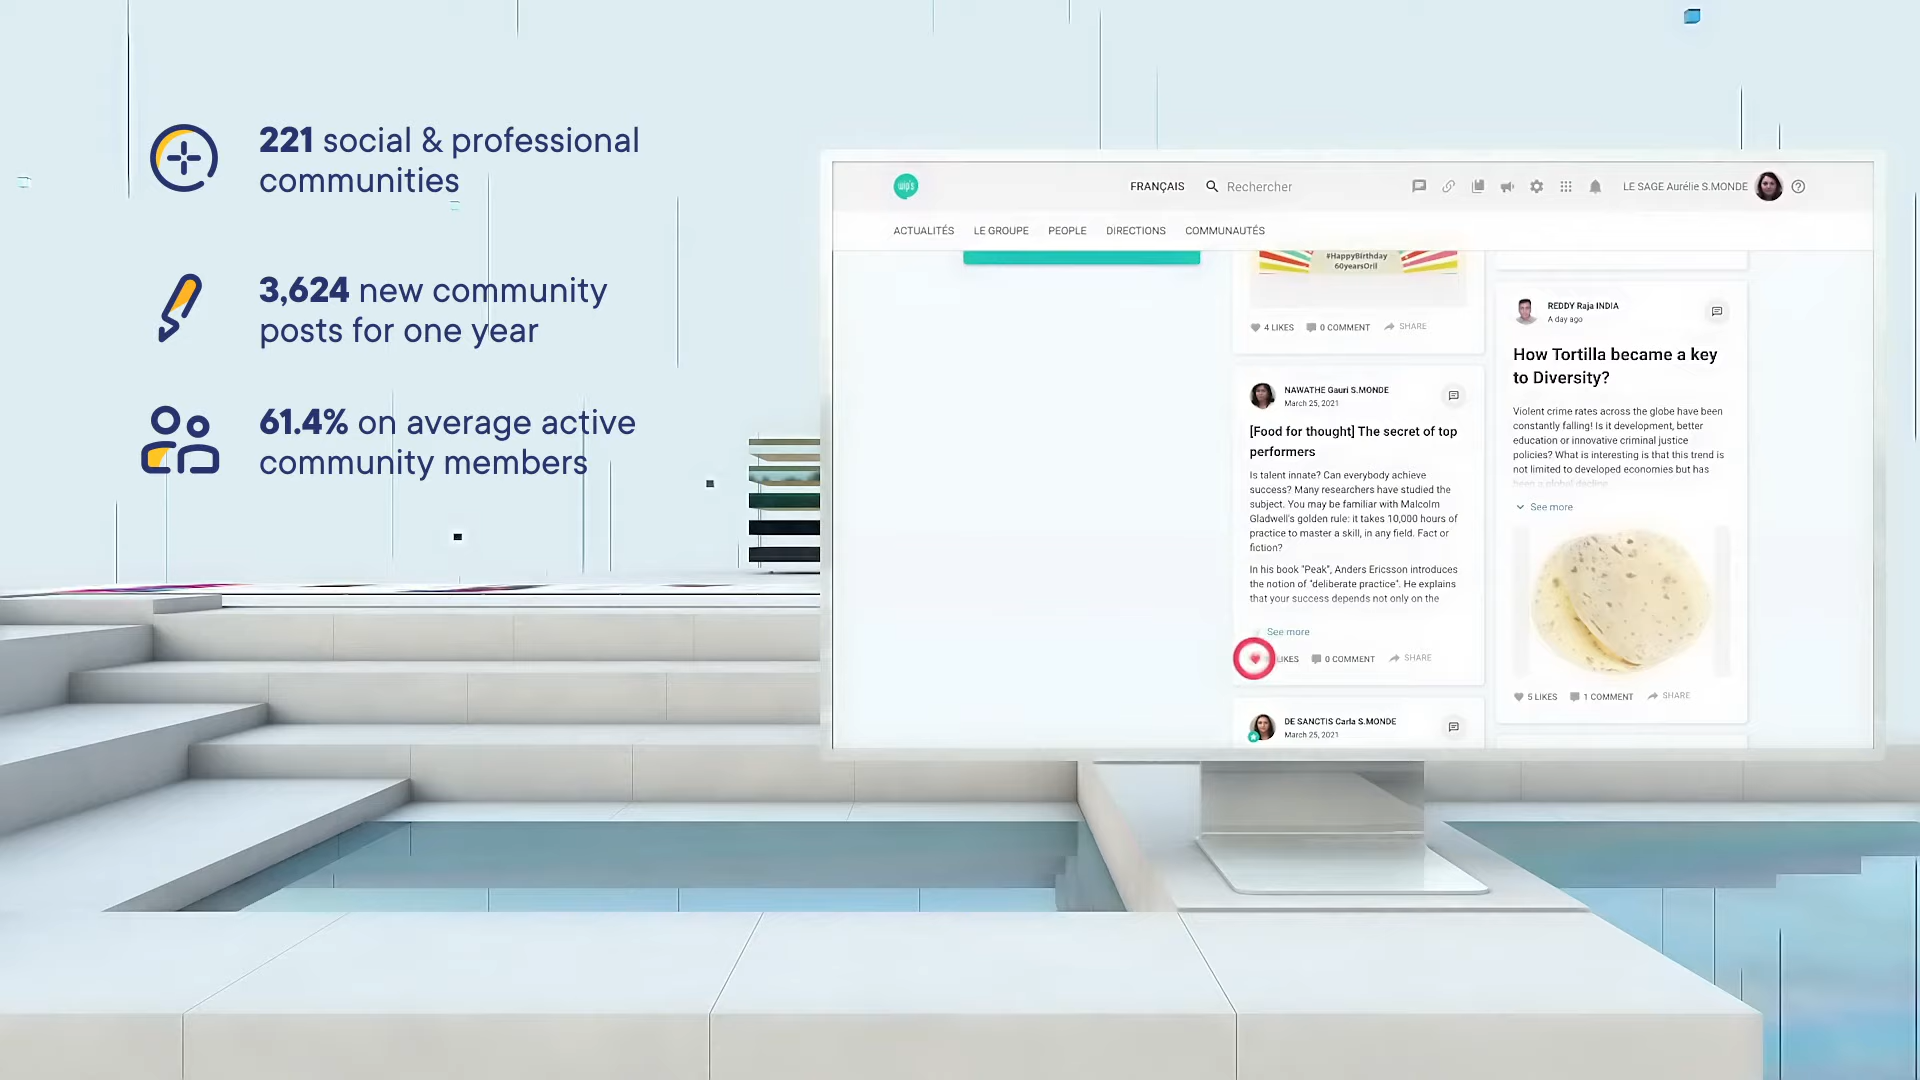 221 social & professional
communities
3,624 new community
posts for one year
61.4% on average active
community members
wip's
FRANÇAIS
Rechercher
LE SAGE Aurélie S.MONDE
ACTUALITÉS
LE GROUPE
PEOPLE
DIRECTIONS
COMMUNAUTÉS
#HappyBirthday
60yearsOril
4 LIKES
0 COMMENT
SHARE
NAWATHE Gauri S.MONDE
March 25, 2021
[Food for thought] The secret of top
performers
Is talent innate? Can everybody achieve
success? Many researchers have studied the
subject. You may be familiar with Malcolm
Gladwell's golden rule: it takes 10,000 hours of
practice to master a skill, in any field. Fact or
fiction?
In his book "Peak", Anders Ericsson introduces
the notion of "deliberate practice". He explains
that your success depends not only on the
See more
LIKES
0 COMMENT
SHARE
DE SANCTIS Carla S.MONDE
March 25, 2021
REDDY Raja INDIA
A day ago
How Tortilla became a key
to Diversity?
Violent crime rates across the globe have been
constantly falling! Is it development, better
education or innovative criminal justice
policies? What is interesting is that this trend is
not limited to developed economies but has
been a global decline
See more
5 LIKES
1 COMMENT
SHARE